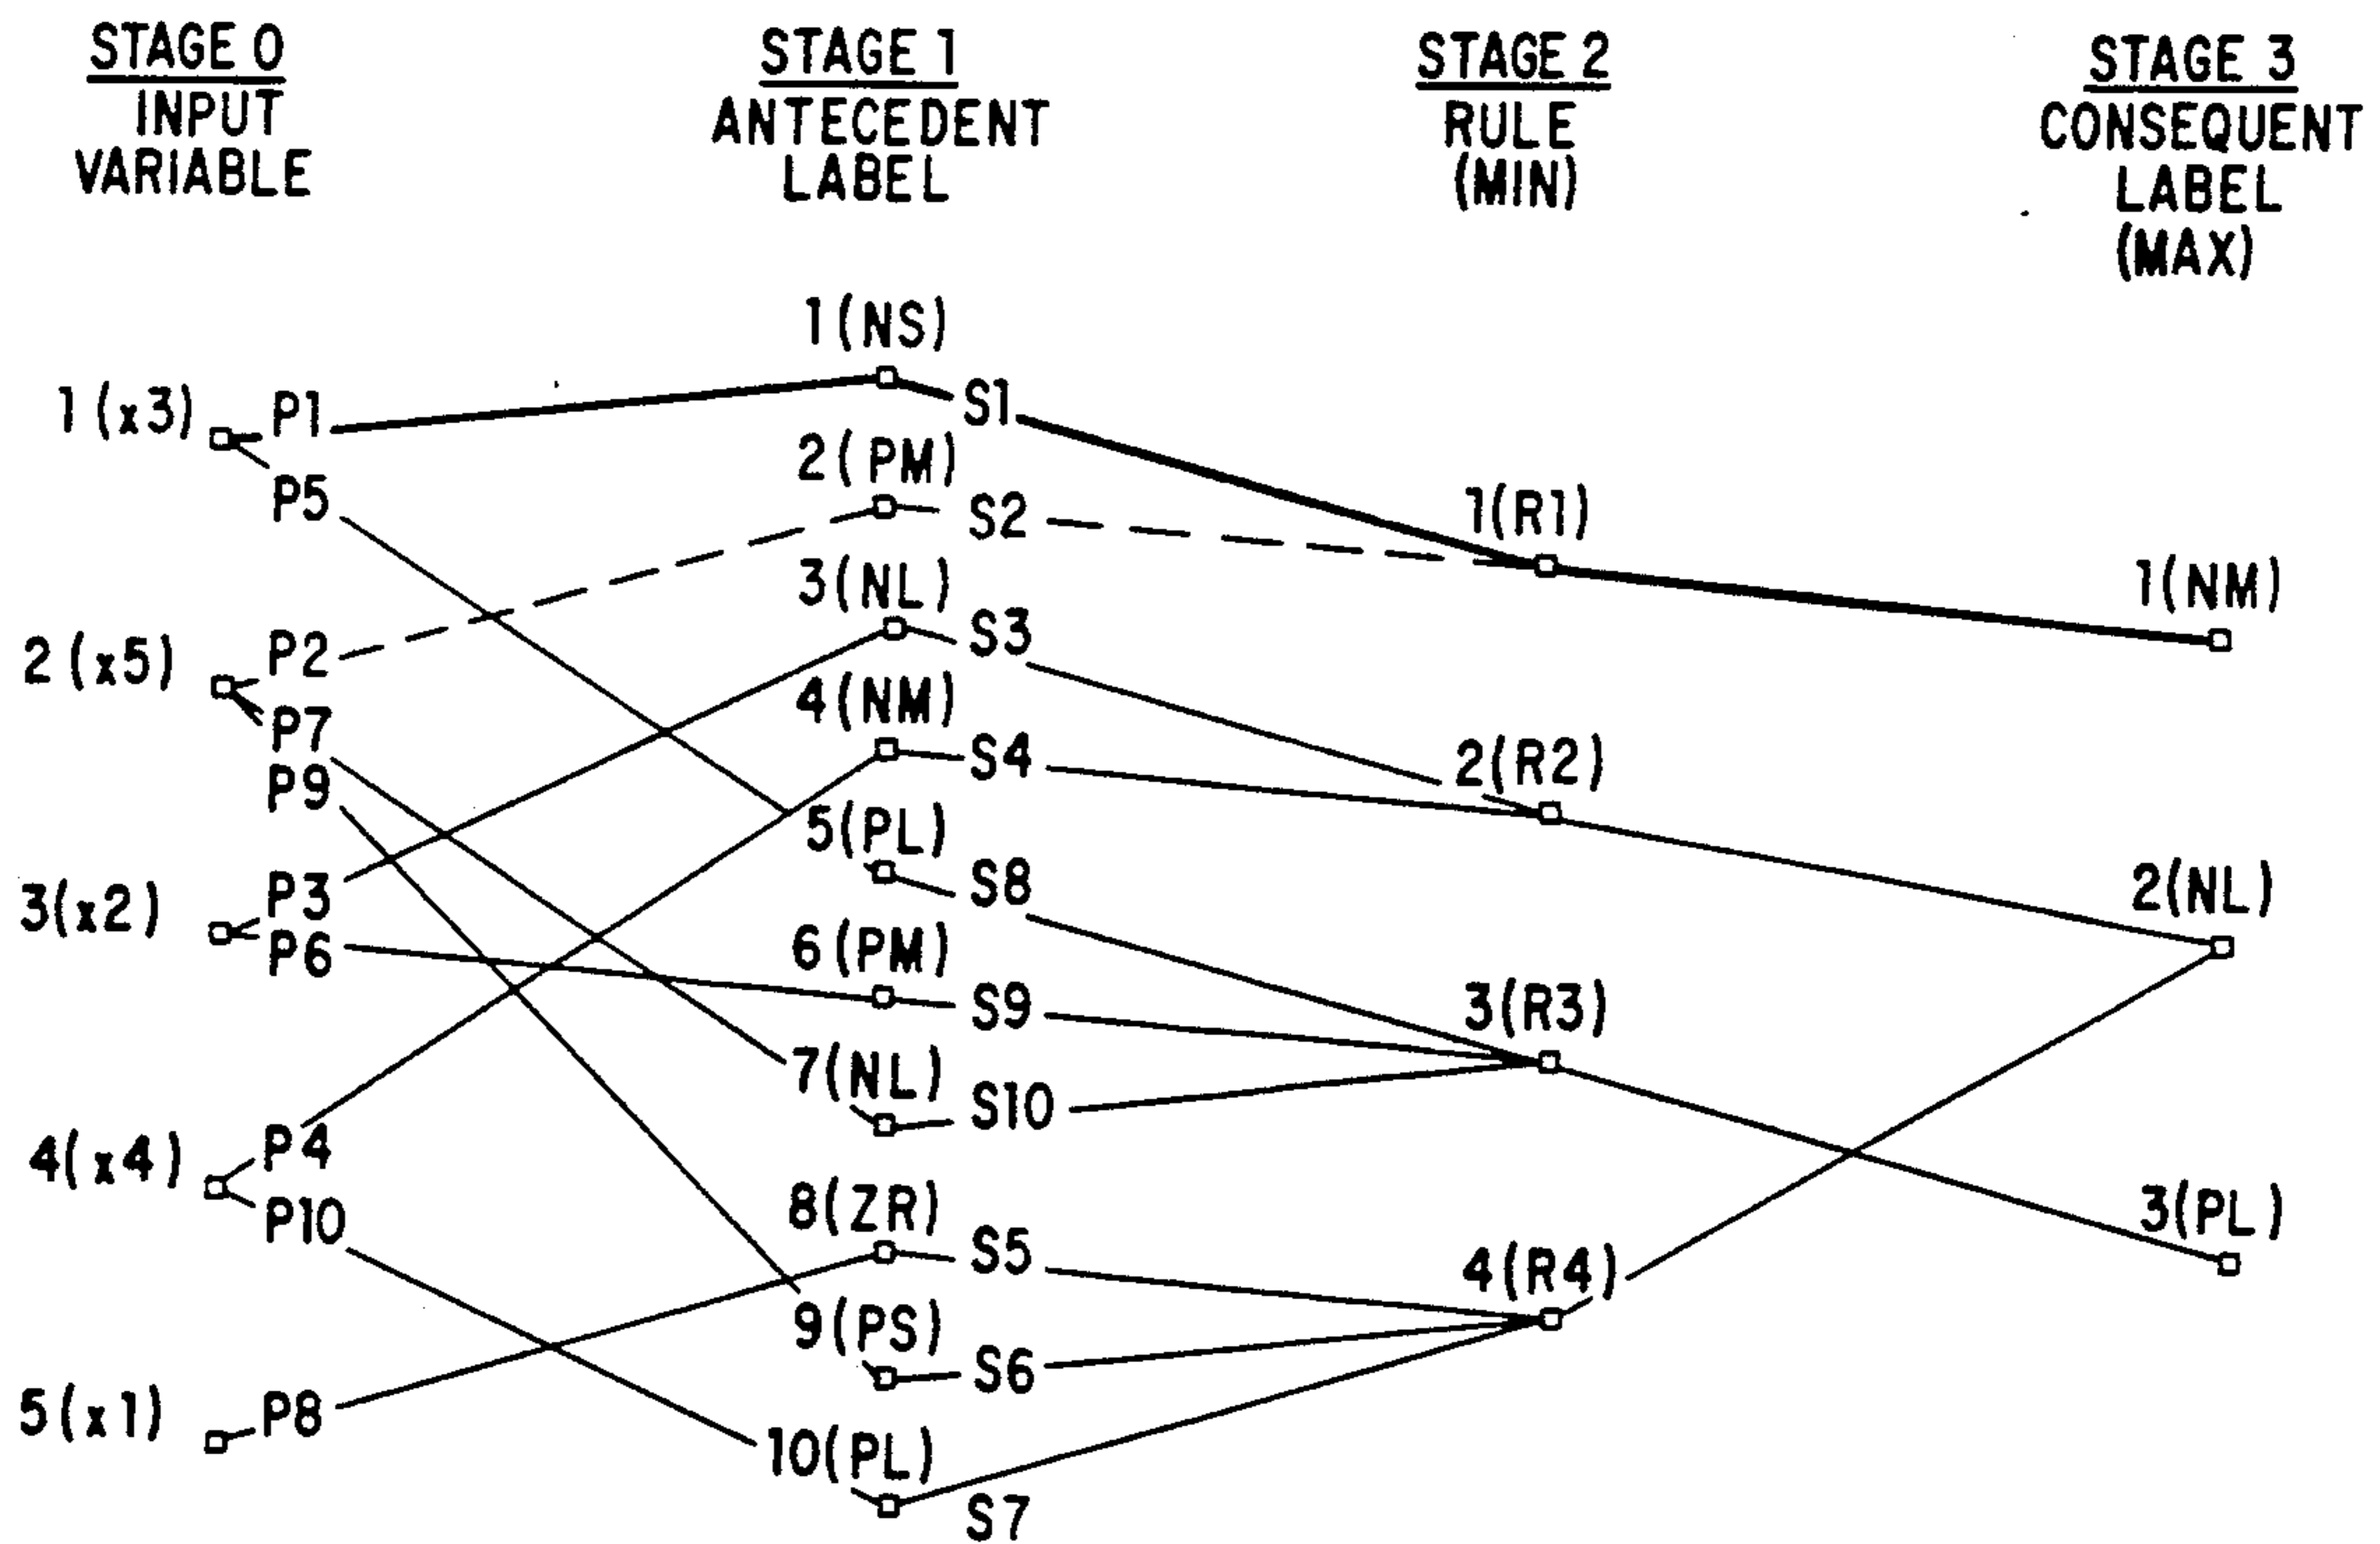 STAGE 0
INPUT
VARIABLE
STAGE 1
ANTECEDENT
LABEL
STAGE 2
RULE
(MIN)
STAGE 3
CONSEQUENT
LABEL
(MAX)
1(x3)
P1
P5
2(x5)
P2
P7
P9
3(x2)
P3
P6
4(x4)
P4
P10
5(x1)
P8
1(NS)
S1
2(PM)
S2
3(NL)
S3
4(NM)
S4
5(PL)
S8
6(PM)
S9
7(NL)
S10
8(ZR)
S5
9(PS)
S6
10(PL)
S7
1(R1)
2(R2)
3(R3)
4(R4)
1(NM)
2(NL)
3(PL)